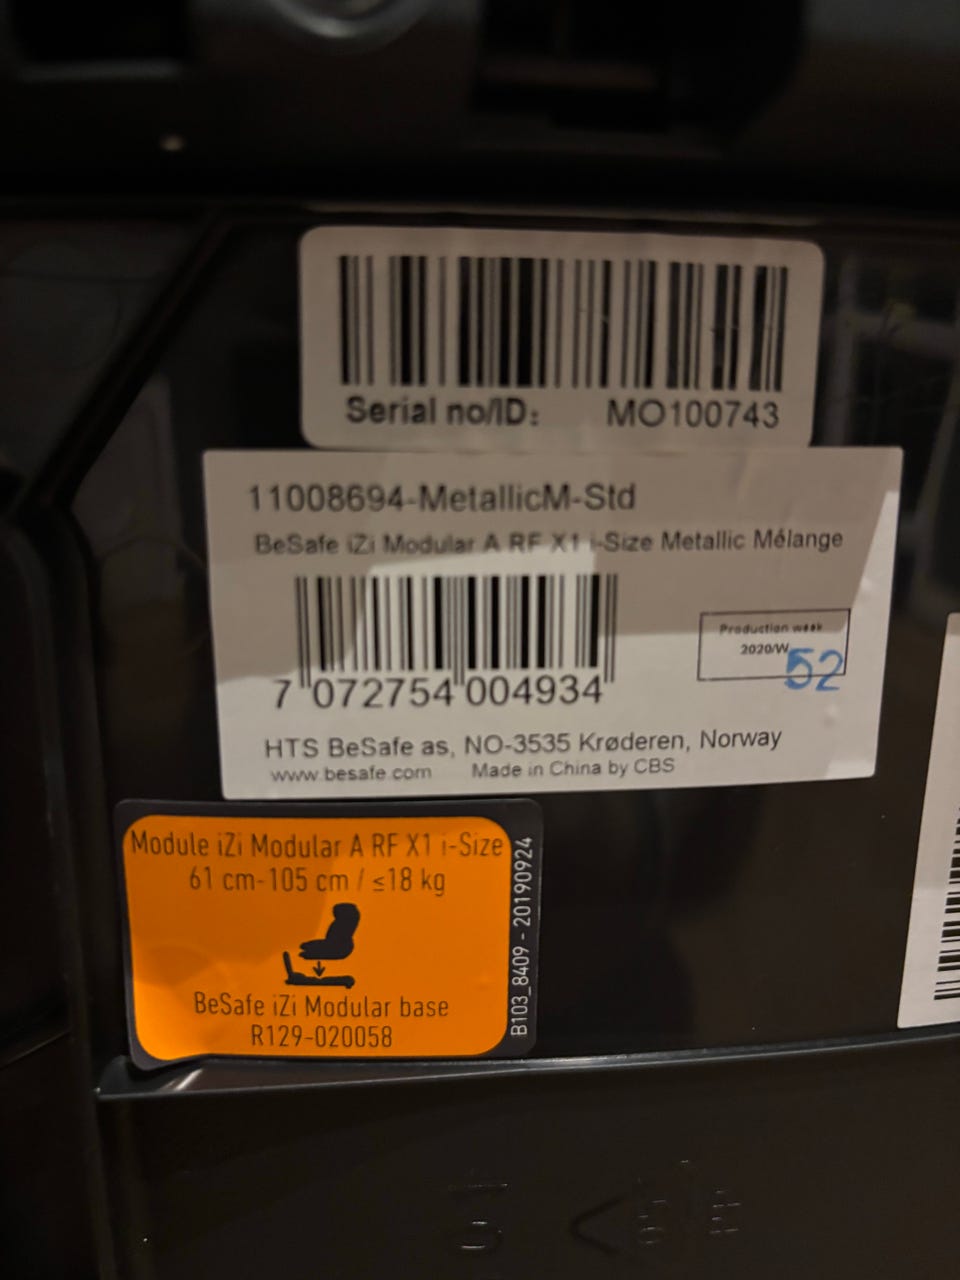 Serial no/ID: MO100743
11008694-MetallicM-Std
BeSafe iZi Modular A RF X1 i-Size Metallic Mélange
Production week
2020/W 52
7 072754 004934
HTS BeSafe as, NO-3535 Krøderen, Norway
www.besafe.com Made in China by CBS
Module iZi Modular A RF X1 i-Size
61 cm-105 cm / ≤18 kg
BeSafe iZi Modular base
R129-020058
B103_8409 - 20190924